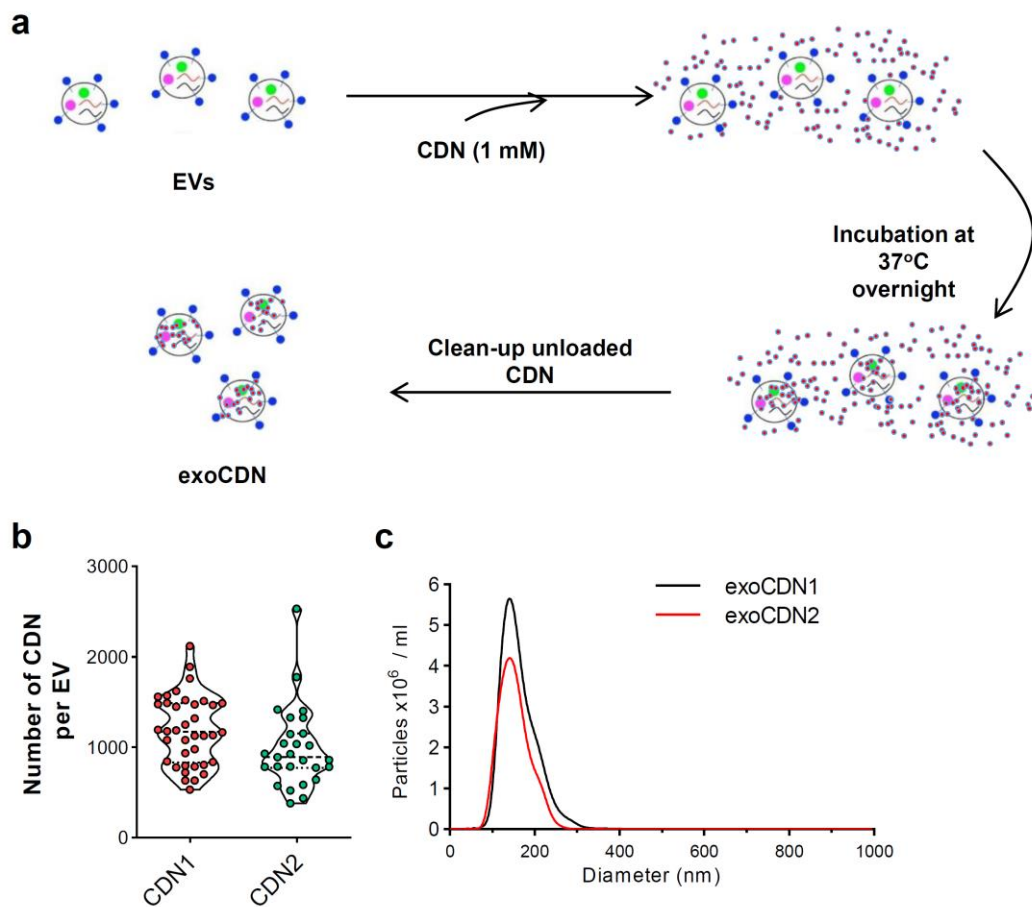 a
EVs
CDN (1 mM)
Incubation at
37°C
overnight
Clean-up unloaded
CDN
exoCDN
b
Number of CDN
per EV
3000
2000
1000
0
CDN1
CDN2
c
Particles x10⁶ / ml
6
5
4
3
2
1
0
0
200
400
600
800
1000
Diameter (nm)
exoCDN1
exoCDN2